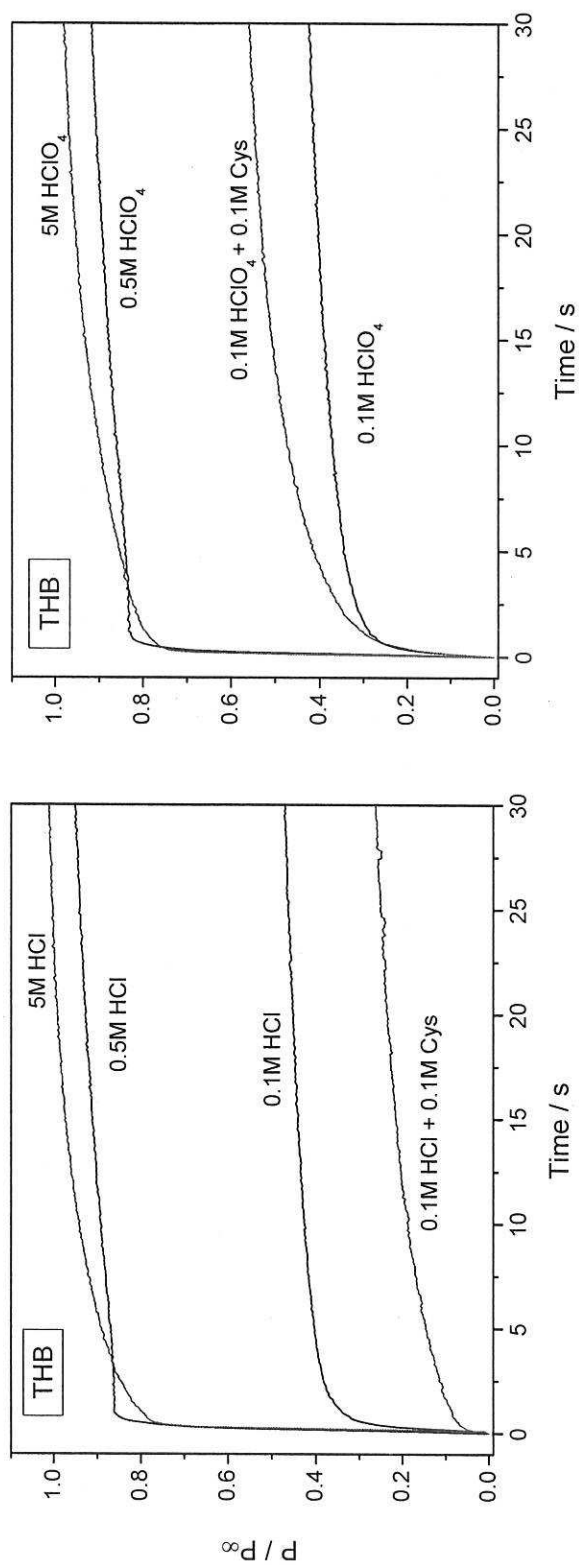 THB
5M HCl
0.5M HCl
0.1M HCl
0.1M HCl + 0.1M Cys
P / P∞
1.0
0.8
0.6
0.4
0.2
0.0
0
5
10
15
20
25
30
Time / s
THB
5M HClO₄
0.5M HClO₄
0.1M HClO₄ + 0.1M Cys
0.1M HClO₄
1.0
0.8
0.6
0.4
0.2
0.0
0
5
10
15
20
25
30
Time / s